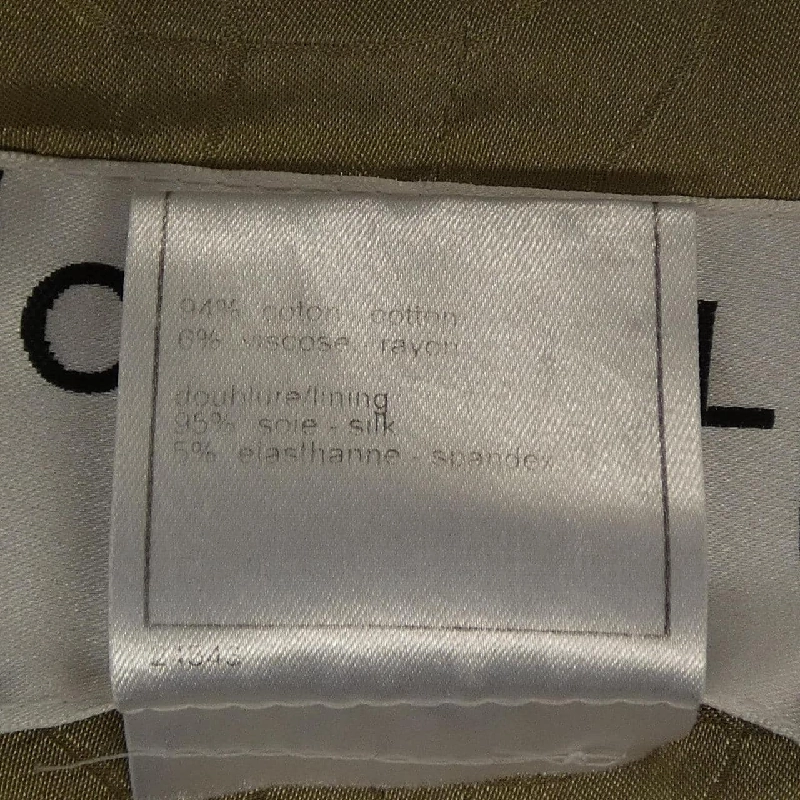 C L
94% coton - cotton
6% viscose - rayon
doublure/lining
95% soie - silk
5% elasthanne - spandex